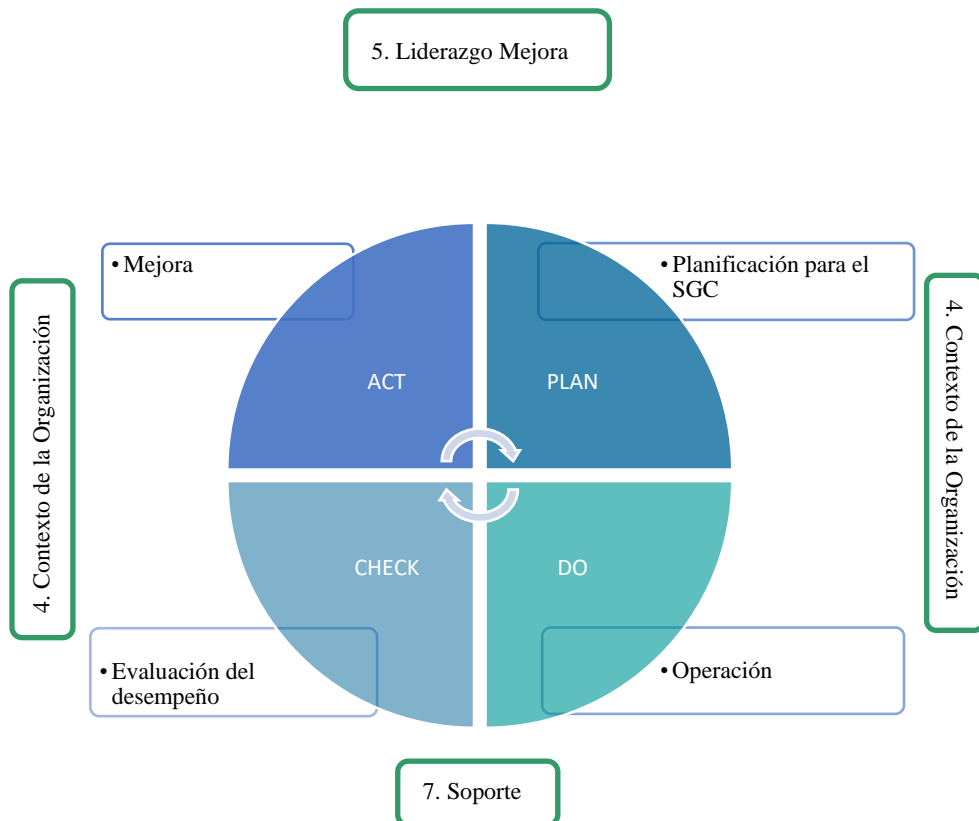 5. Liderazgo Mejora
• Mejora
• Planificación para el
SGC
4. Contexto de la Organización
ACT
PLAN
4. Contexto de la Organización
CHECK
DO
• Evaluación del
desempeño
• Operación
7. Soporte